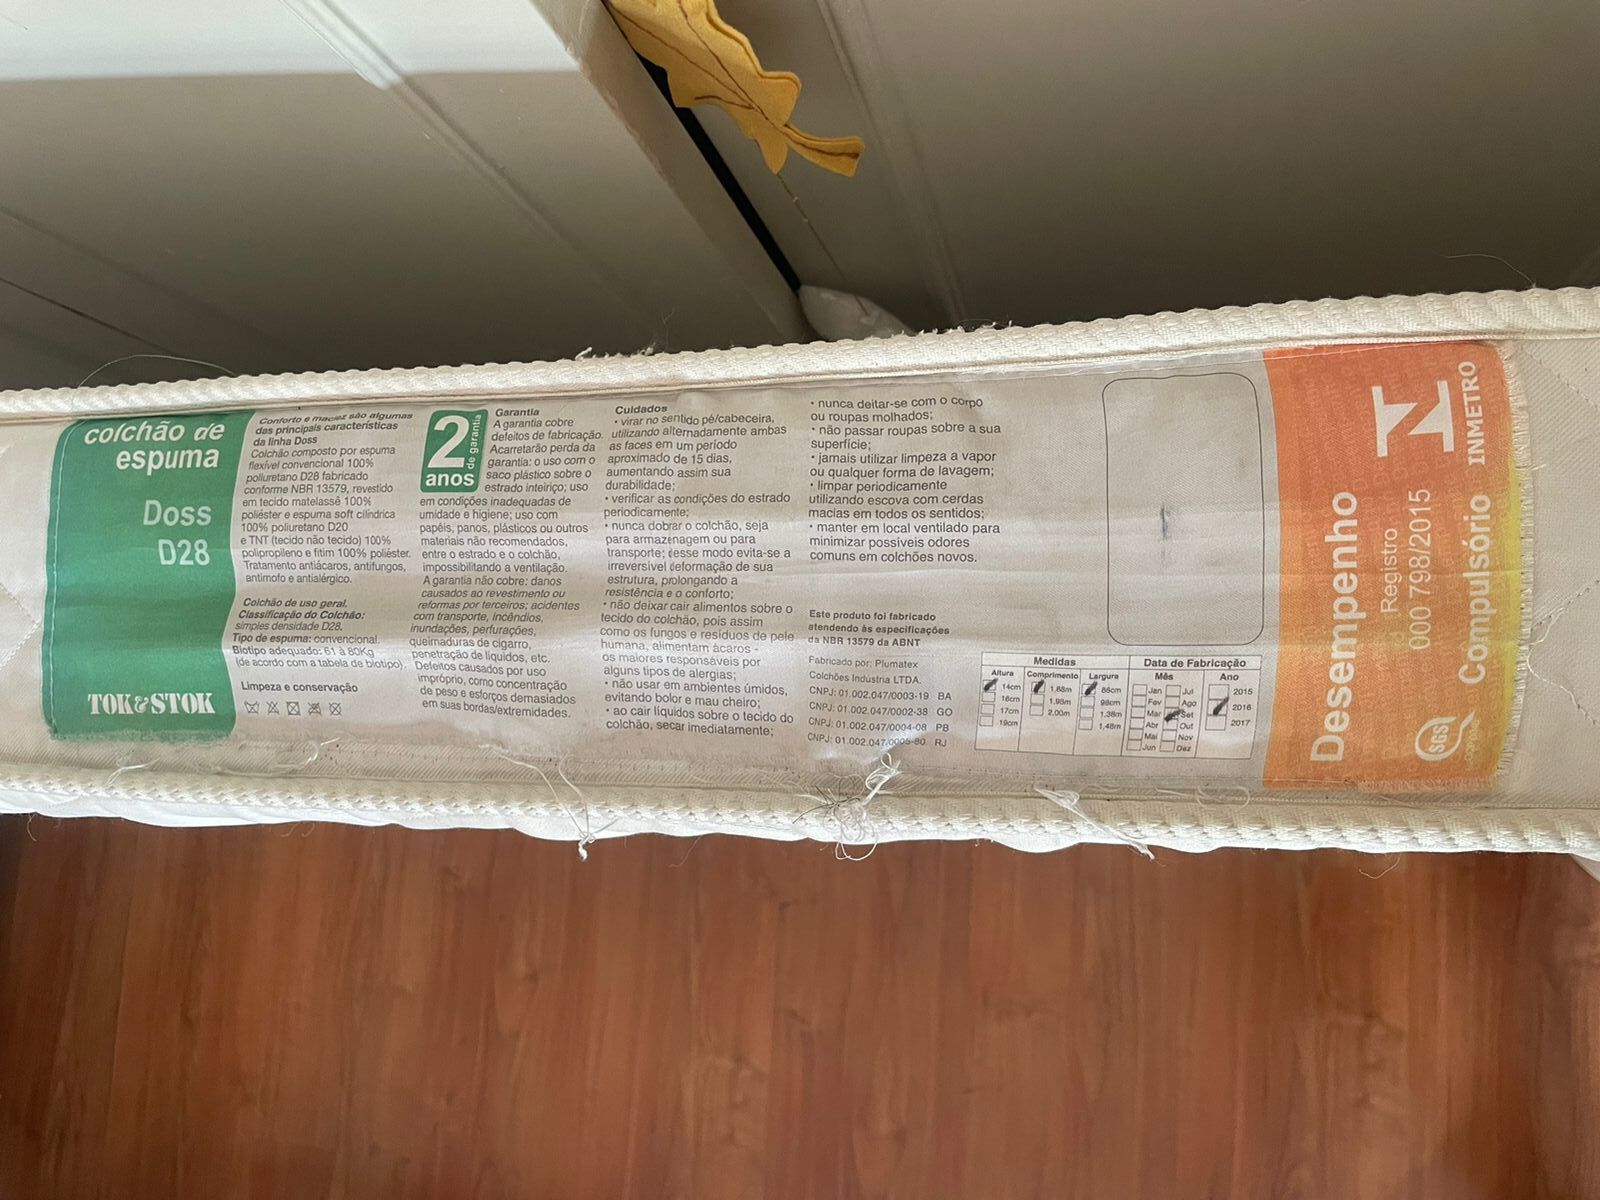 colchão de
espuma
Doss
D28
TOK&STOK
Conforto e maciez são algumas
das principais características
da linha Doss
Colchão composto por espuma
flexível convencional 100%
poliuretano D28 fabricado
conforme NBR 13579, revestido
em tecido matelassê 100%
poliéster e espuma soft cilíndrica
100% poliuretano D20
e TNT (tecido não tecido) 100%
polipropileno e fitim 100% poliéster.
Tratamento antiácaros, antifungos,
antimofo e antialérgico.
Colchão de uso geral.
Classificação do Colchão:
simples densidade D28.
Tipo de espuma: convencional.
Biotipo adequado: 61 à 80Kg
(de acordo com a tabela de biotipo).
Limpeza e conservação
2
anos
de garantia
Garantia
A garantia cobre
defeitos de fabricação.
Acarretarão perda da
garantia: o uso com o
saco plástico sobre o
estrado inteiriço; uso
em condições inadequadas de
umidade e higiene; uso com
papéis, panos, plásticos ou outros
materiais não recomendados,
entre o estrado e o colchão,
impossibilitando a ventilação.
A garantia não cobre: danos
causados ao revestimento ou
reformas por terceiros; acidentes
com transporte, incêndios,
inundações, perfurações,
queimaduras de cigarro,
penetração de líquidos, etc.
Defeitos causados por uso
impróprio, como concentração
de peso e esforços demasiados
em suas bordas/extremidades.
Cuidados
• virar no sentido pé/cabeceira,
utilizando alternadamente ambas
as faces em um período
aproximado de 15 dias,
aumentando assim sua
durabilidade;
• verificar as condições do estrado
periodicamente;
• nunca dobrar o colchão, seja
para armazenagem ou para
transporte; desse modo evita-se a
irreversível deformação de sua
estrutura, prolongando a
resistência e o conforto;
• não deixar cair alimentos sobre o
tecido do colchão, pois assim
como os fungos e resíduos de pele
humana, alimentam ácaros -
os maiores responsáveis por
alguns tipos de alergias;
• não usar em ambientes úmidos,
evitando bolor e mau cheiro;
• ao cair líquidos sobre o tecido do
colchão, secar imediatamente;
• nunca deitar-se com o corpo
ou roupas molhados;
• não passar roupas sobre a sua
superfície;
• jamais utilizar limpeza a vapor
ou qualquer forma de lavagem;
• limpar periodicamente
utilizando escova com cerdas
macias em todos os sentidos;
• manter em local ventilado para
minimizar possíveis odores
comuns em colchões novos.
Este produto foi fabricado
atendendo às especificações
da NBR 13579 da ABNT
Fabricado por: Plumatex
Colchões Indústria LTDA.
CNPJ: 01.002.047/0003-19 BA
CNPJ: 01.002.047/0002-38 GO
CNPJ: 01.002.047/0004-08 PB
CNPJ: 01.002.047/0005-80 RJ
Medidas
Altura Comprimento Largura
14cm 1,88m 88cm
16cm 1,98m 98cm
17cm 2,00m 1,38m
19cm 1,48m
Data de Fabricação
Mês Ano
Jan Jul 2015
Fev Ago 2016
Mar Set 2017
Abr Out
Mai Nov
Jun Dez
Desempenho
Registro
000 798/2015
Compulsório
SGS
INMETRO